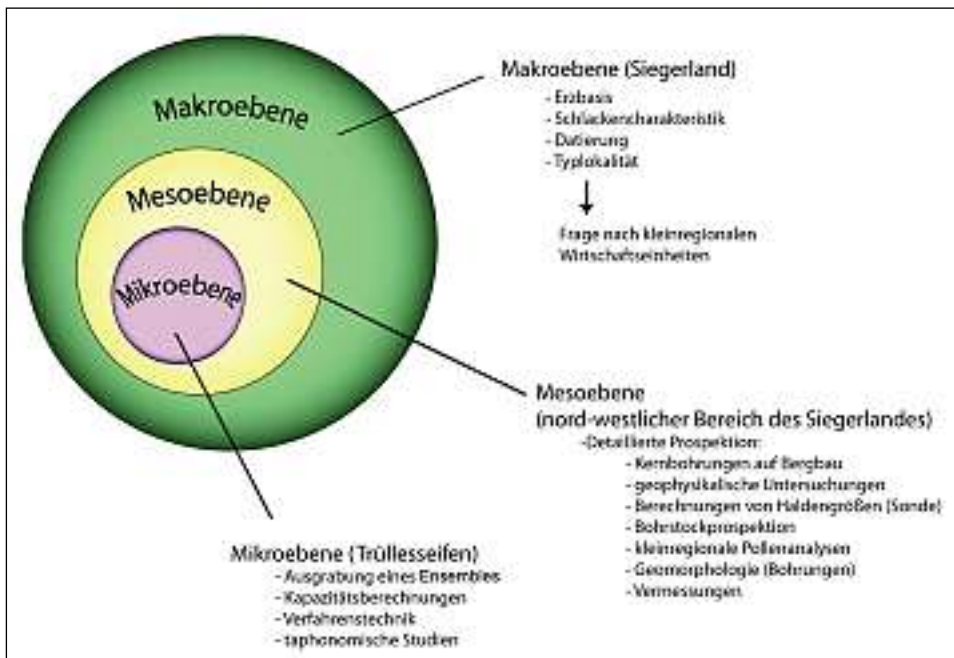 Makroebene
Mesoebene
Mikroebene
Makroebene (Siegerland)
- Erzbasis
- Schlackencharakteristik
- Datierung
- Typlokalität
Frage nach kleinregionalen
Wirtschaftseinheiten
Mesoebene
(nord-westlicher Bereich des Siegerlandes)
-Detaillierte Prospektion:
- Kernbohrungen auf Bergbau
- geophysikalische Untersuchungen
- Berechnungen von Haldengrößen (Sonde)
- Bohrstockprospektion
- kleinregionale Pollenanalysen
- Geomorphologie (Bohrungen)
- Vermessungen
Mikroebene (Trüllesseifen)
- Ausgrabung eines Ensembles
- Kapazitätsberechnungen
- Verfahrenstechnik
- taphonomische Studien